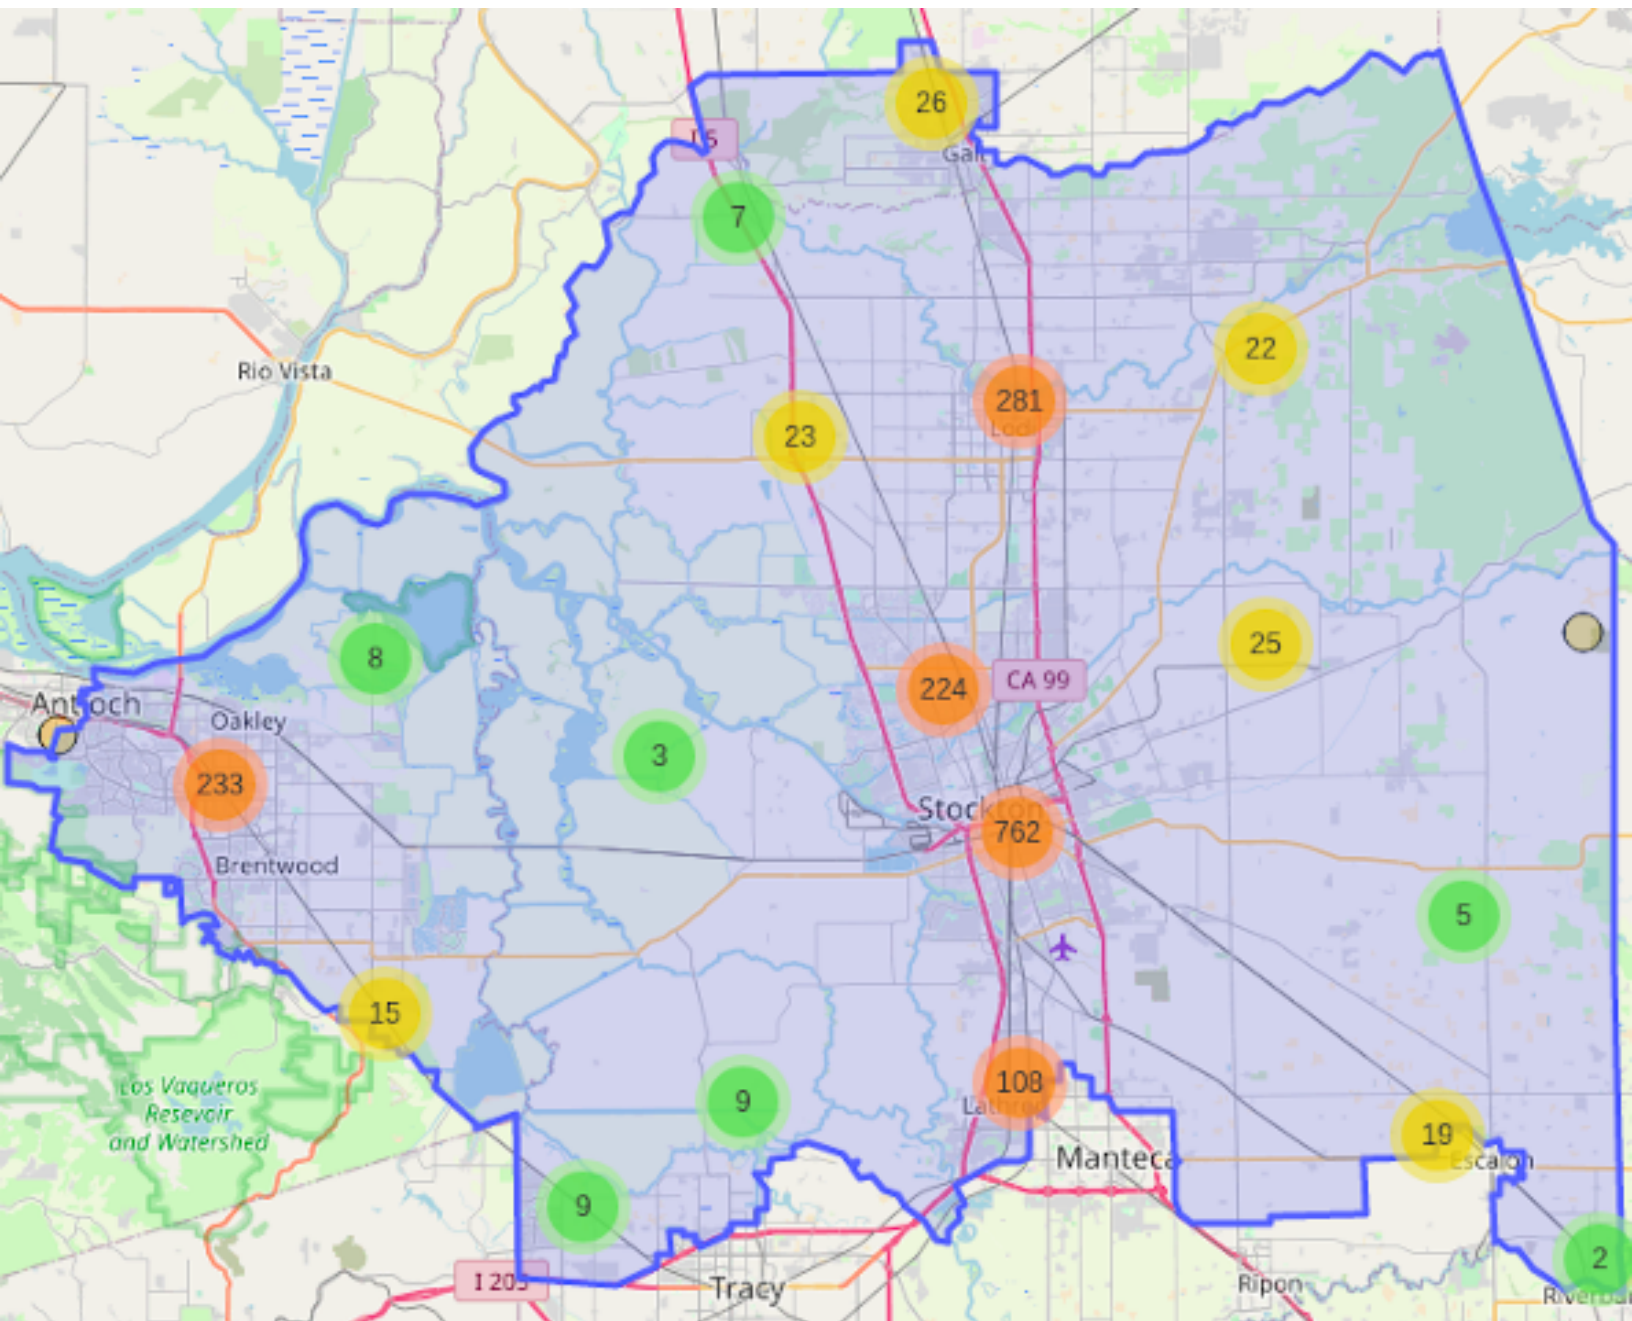 26
I 5
Galt
7
22
Rio Vista
281
Lodi
23
8
25
224
CA 99
Antioch
Oakley
3
233
Stockton
762
Brentwood
5
15
Los Vaqueros
Resevoir
and Watershed
9
108
Lathrop
19
Manteca
Escalon
9
2
I 205
Tracy
Ripon